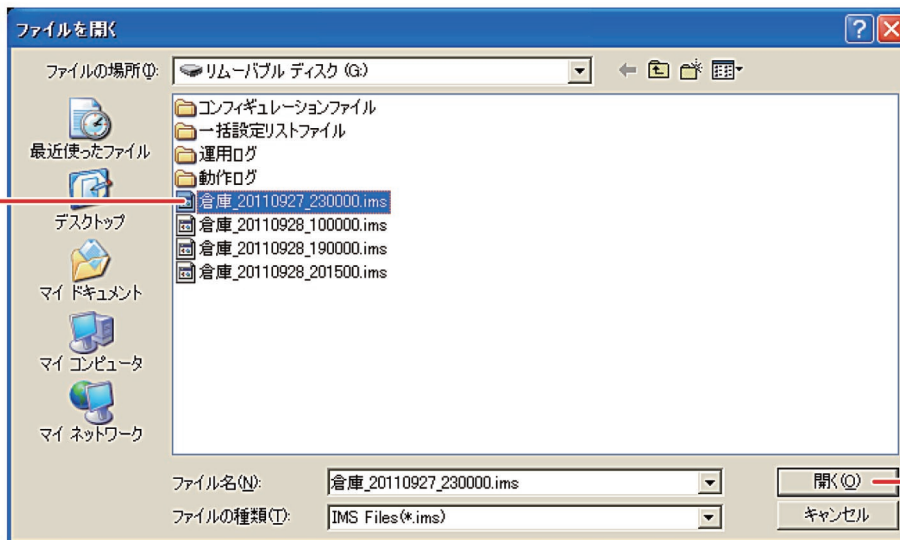 ファイルを開く
ファイルの場所(I):
リムーバブル ディスク (G:)
最近使ったファイル
デスクトップ
マイ ドキュメント
マイ コンピュータ
マイ ネットワーク
コンフィギュレーションファイル
一括設定リストファイル
運用ログ
動作ログ
倉庫_20110927_230000.ims
倉庫_20110928_100000.ims
倉庫_20110928_190000.ims
倉庫_20110928_201500.ims
ファイル名(N):
倉庫_20110927_230000.ims
開く(O)
ファイルの種類(T):
IMS Files(*.ims)
キャンセル